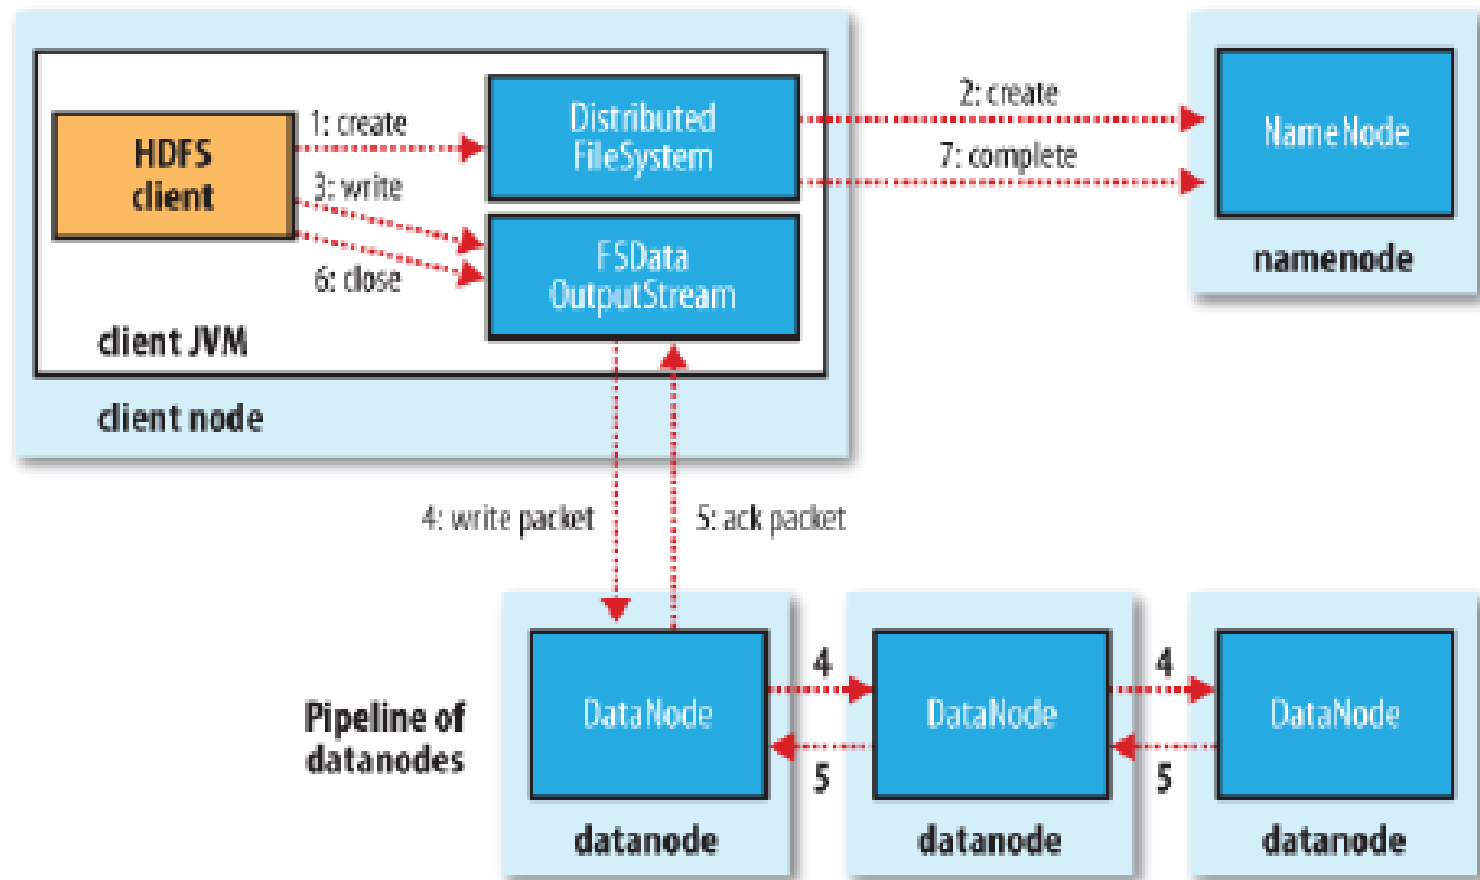 HDFS
client
1: create
3: write
6: close
Distributed
FileSystem
FSData
OutputStream
client JVM
client node
2: create
7: complete
NameNode
namenode
4: write packet
5: ack packet
Pipeline of
datanodes
DataNode
4
5
DataNode
4
5
DataNode
datanode
datanode
datanode